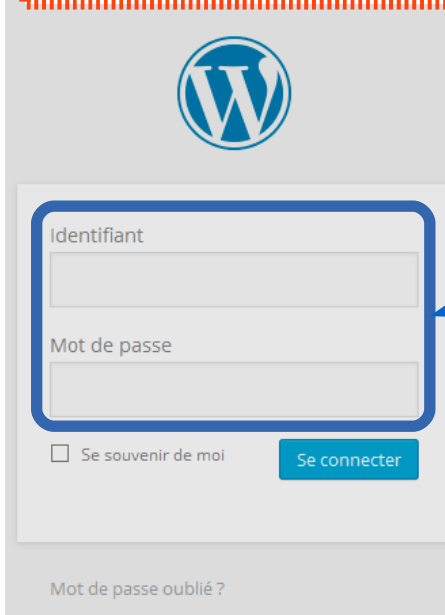 Identifiant
Mot de passe
Se souvenir de moi
Se connecter
Mot de passe oublié ?